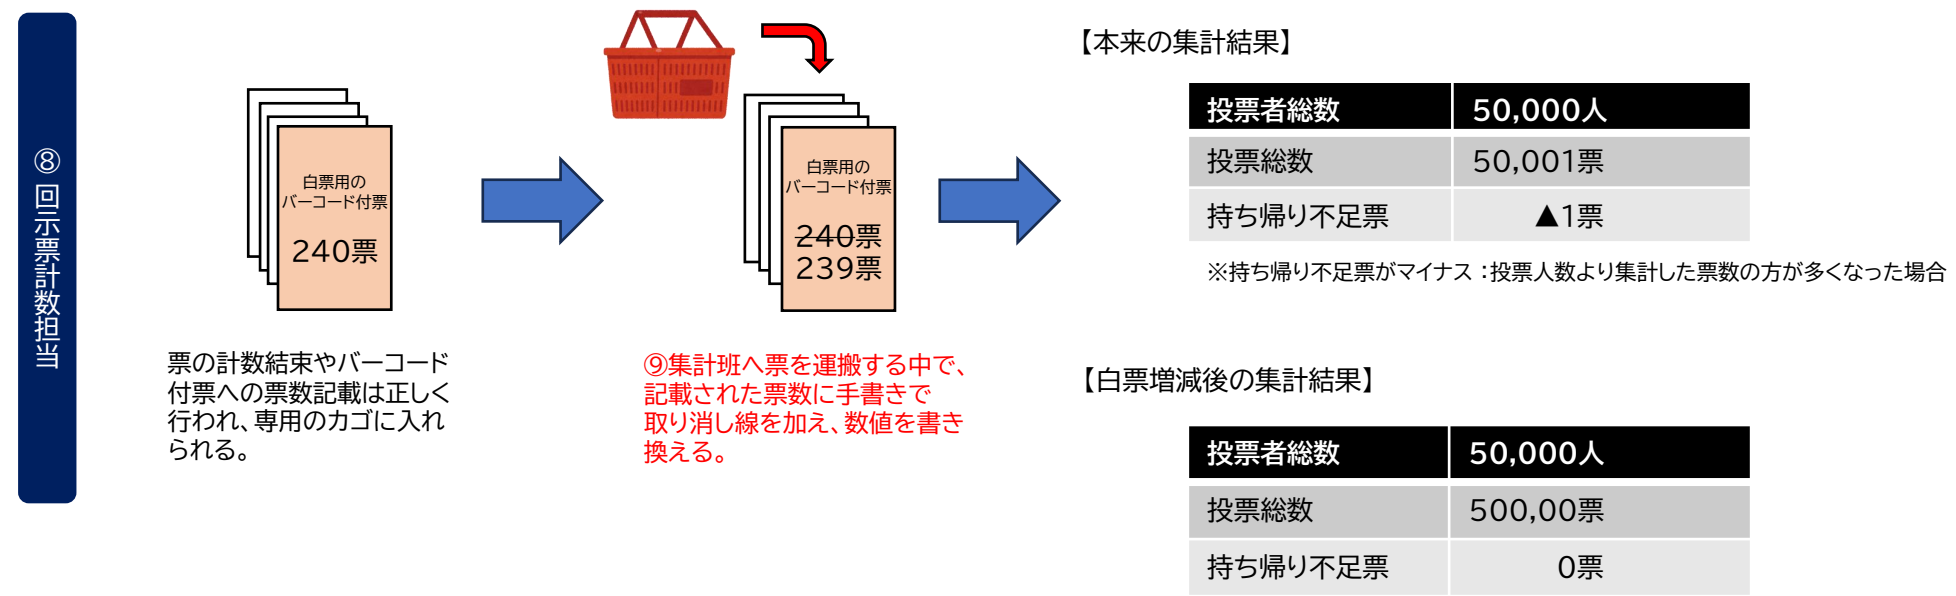 ⑧回示票計数担当
白票用の
バーコード付票
240票
票の計数結束やバーコード
付票への票数記載は正しく
行われ、専用のカゴに入れ
られる。
白票用の
バーコード付票
240票
239票
⑨集計班へ票を運搬する中で、
記載された票数に手書きで
取り消し線を加え、数値を書き
換える。
【本来の集計結果】
投票者総数 50,000人
投票総数 50,001票
持ち帰り不足票 ▲1票
※持ち帰り不足票がマイナス：投票人数より集計した票数の方が多くなった場合
【白票増減後の集計結果】
投票者総数 50,000人
投票総数 500,00票
持ち帰り不足票 0票